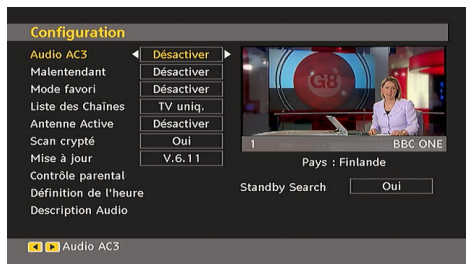 Configuration
Audio AC3 Désactiver
Malentendant Désactiver
Mode favori Désactiver
Liste des Chaînes TV uniq.
Antenne Active Désactiver
Scan crypté Oui
Mise à jour V.6.11
Contrôle parental
Définition de l'heure
Description Audio
G8
1 BBC ONE
Pays : Finlande
Standby Search Oui
Audio AC3